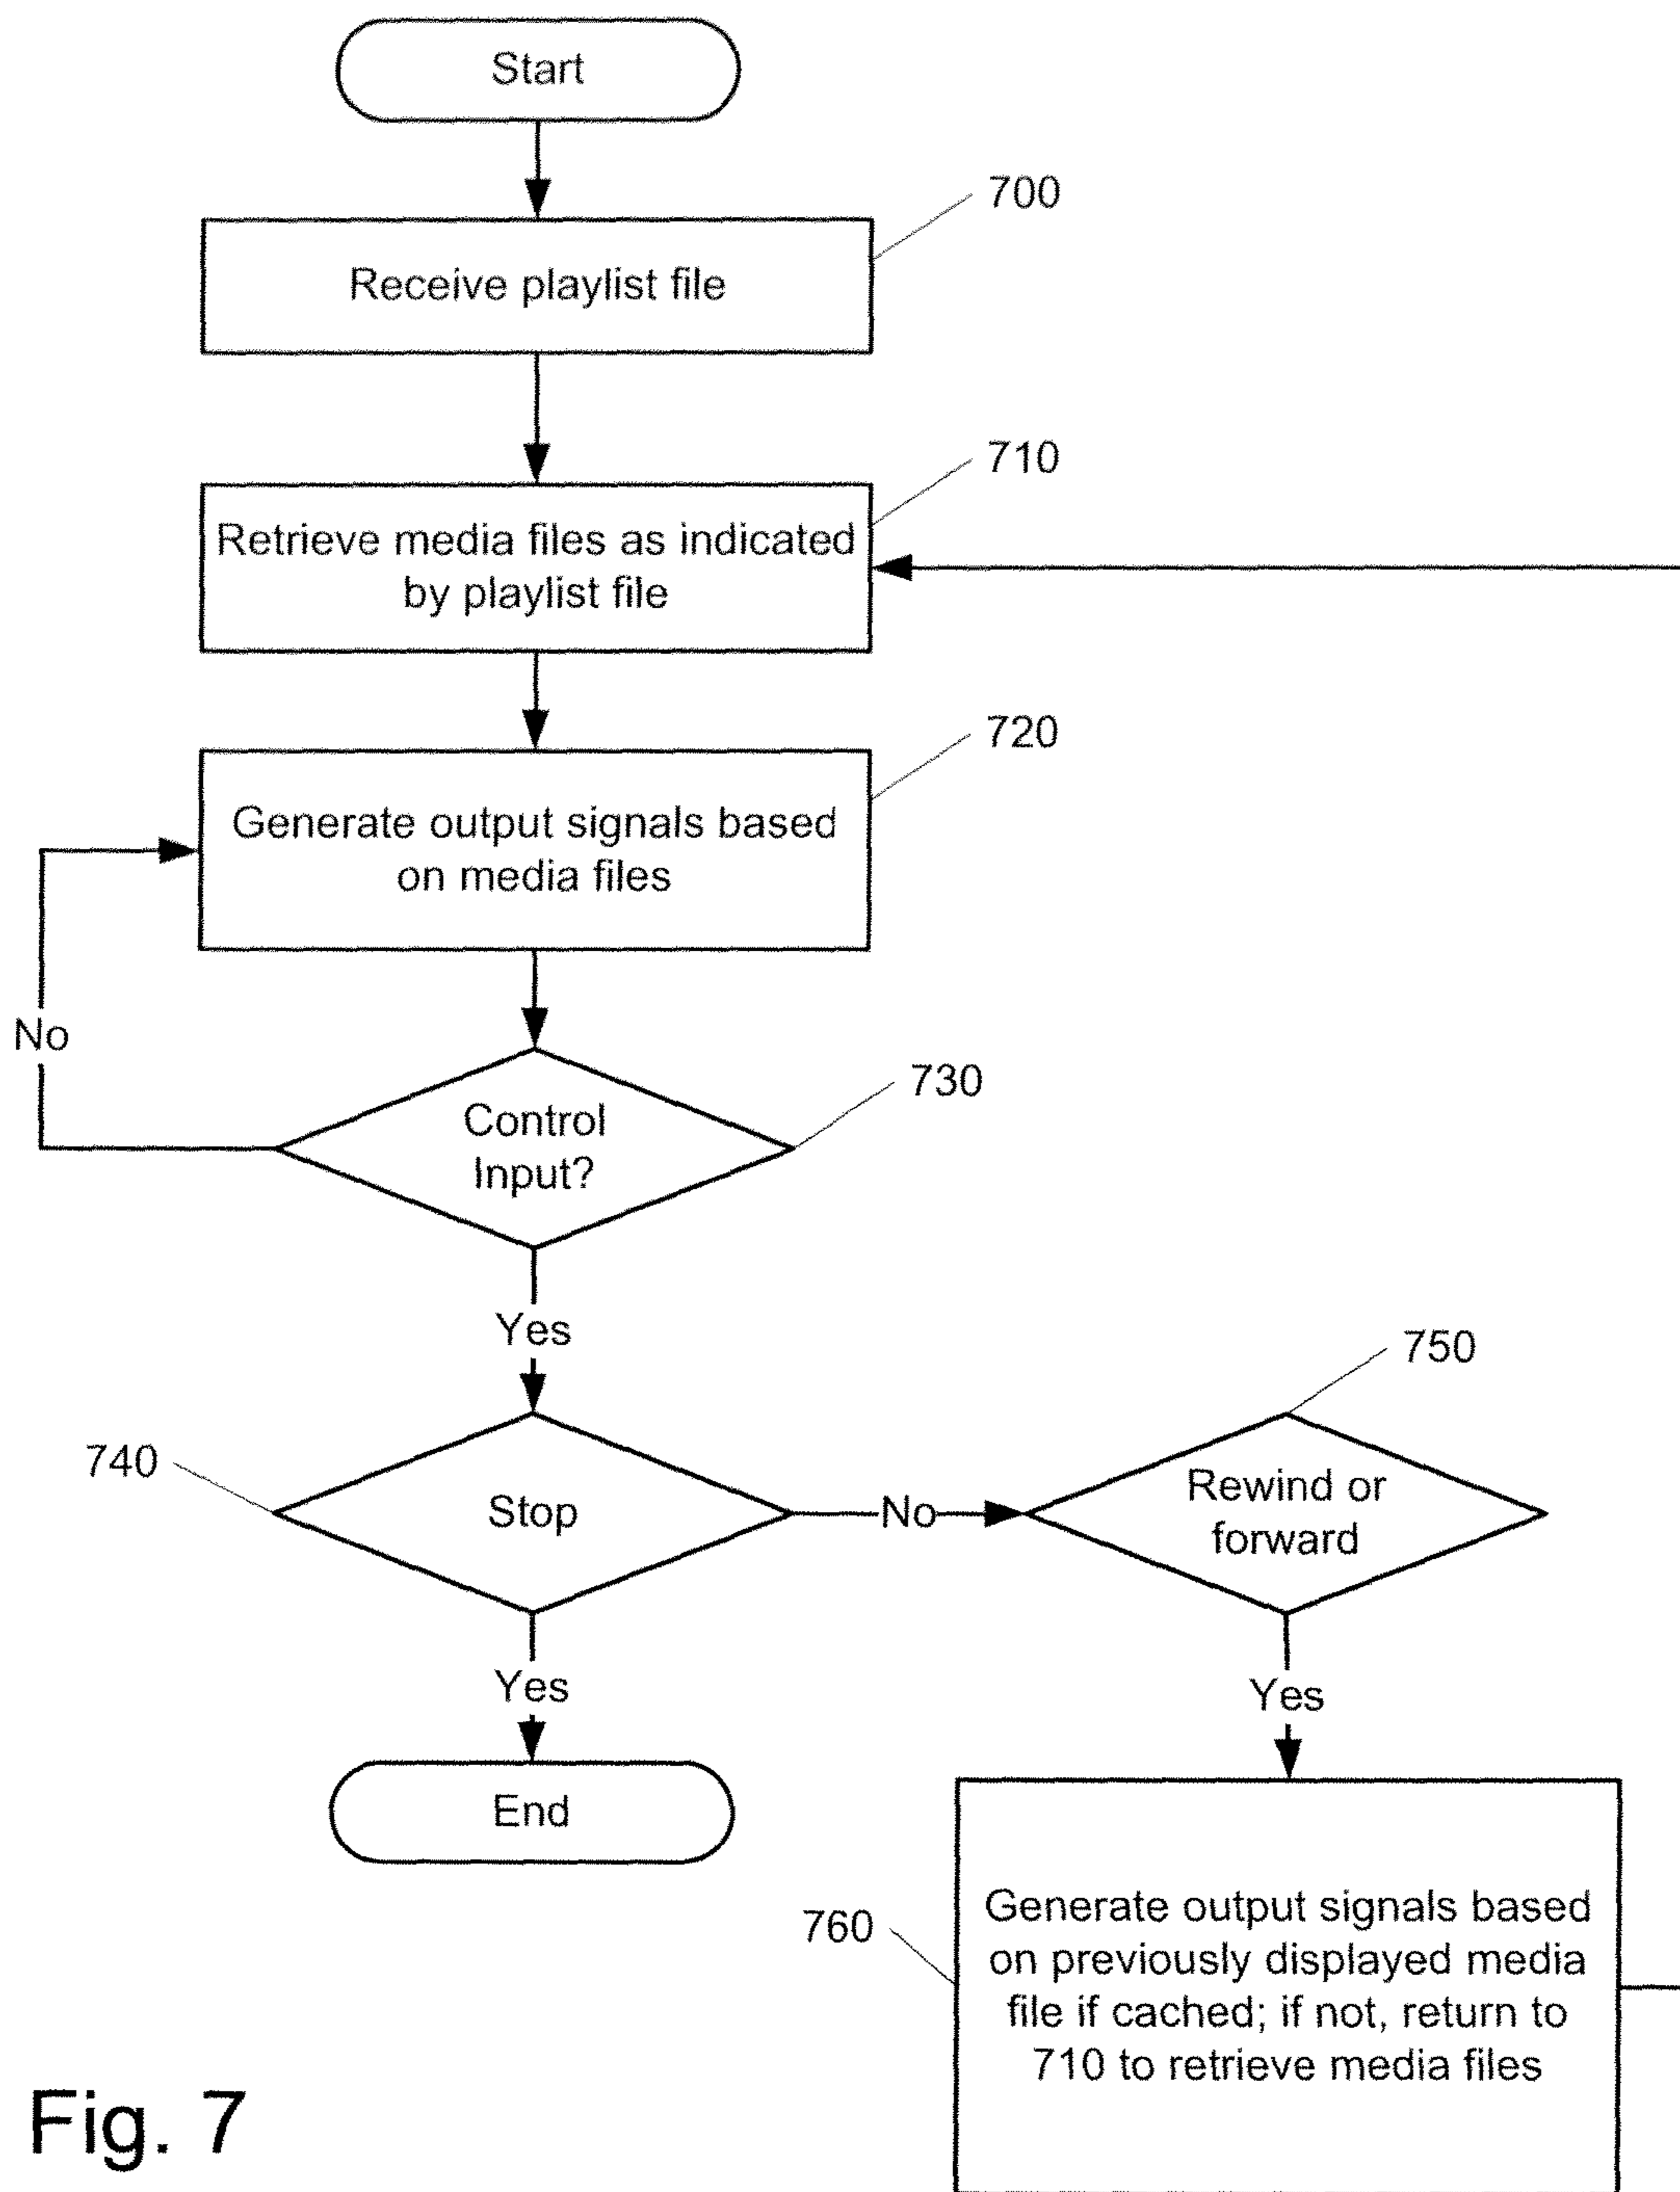 Start
700
Receive playlist file
710
Retrieve media files as indicated
by playlist file
720
Generate output signals based
on media files
No
730
Control
Input?
Yes
750
740
Stop
No
Rewind or
forward
Yes
Yes
End
760
Generate output signals based
on previously displayed media
file if cached; if not, return to
710 to retrieve media files
Fig. 7